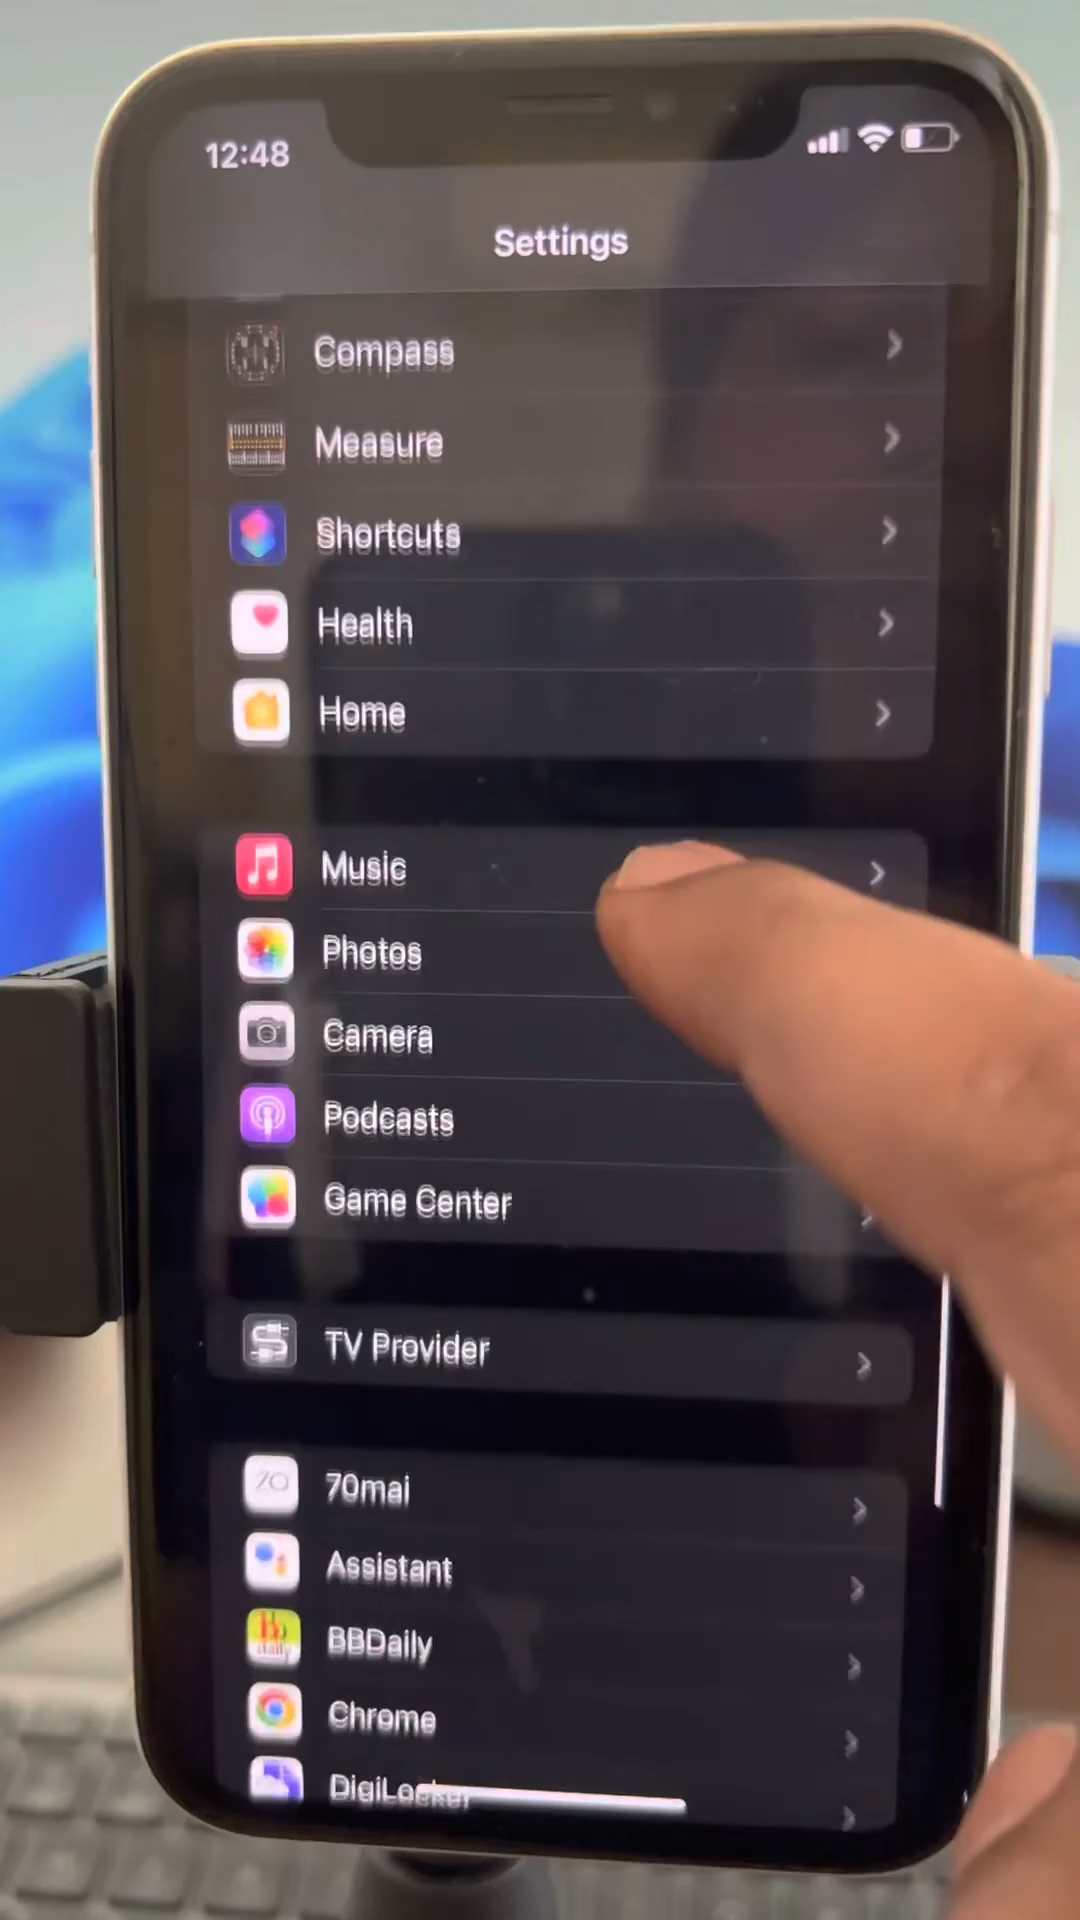 12:48
Settings
Compass
Measure
Shortcuts
Health
Home
Music
Photos
Camera
Podcasts
Game Center
TV Provider
70mai
Assistant
BBDaily
Chrome
DigiLocker